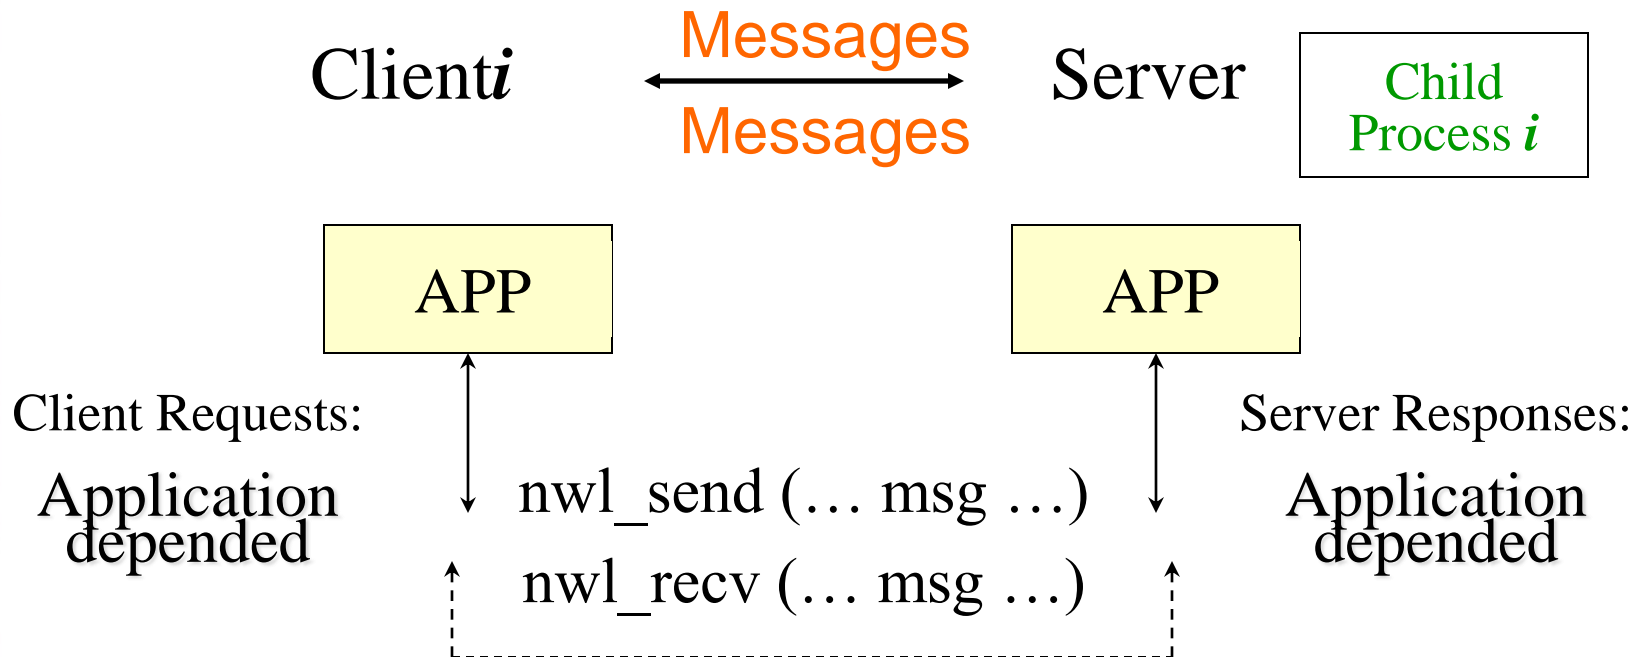 Messages
Clienti
Server
Messages
Child
Process i
APP
APP
Client Requests:
Server Responses:
Application
depended
nwl_send (… msg …)
nwl_recv (… msg …)
Application
depended